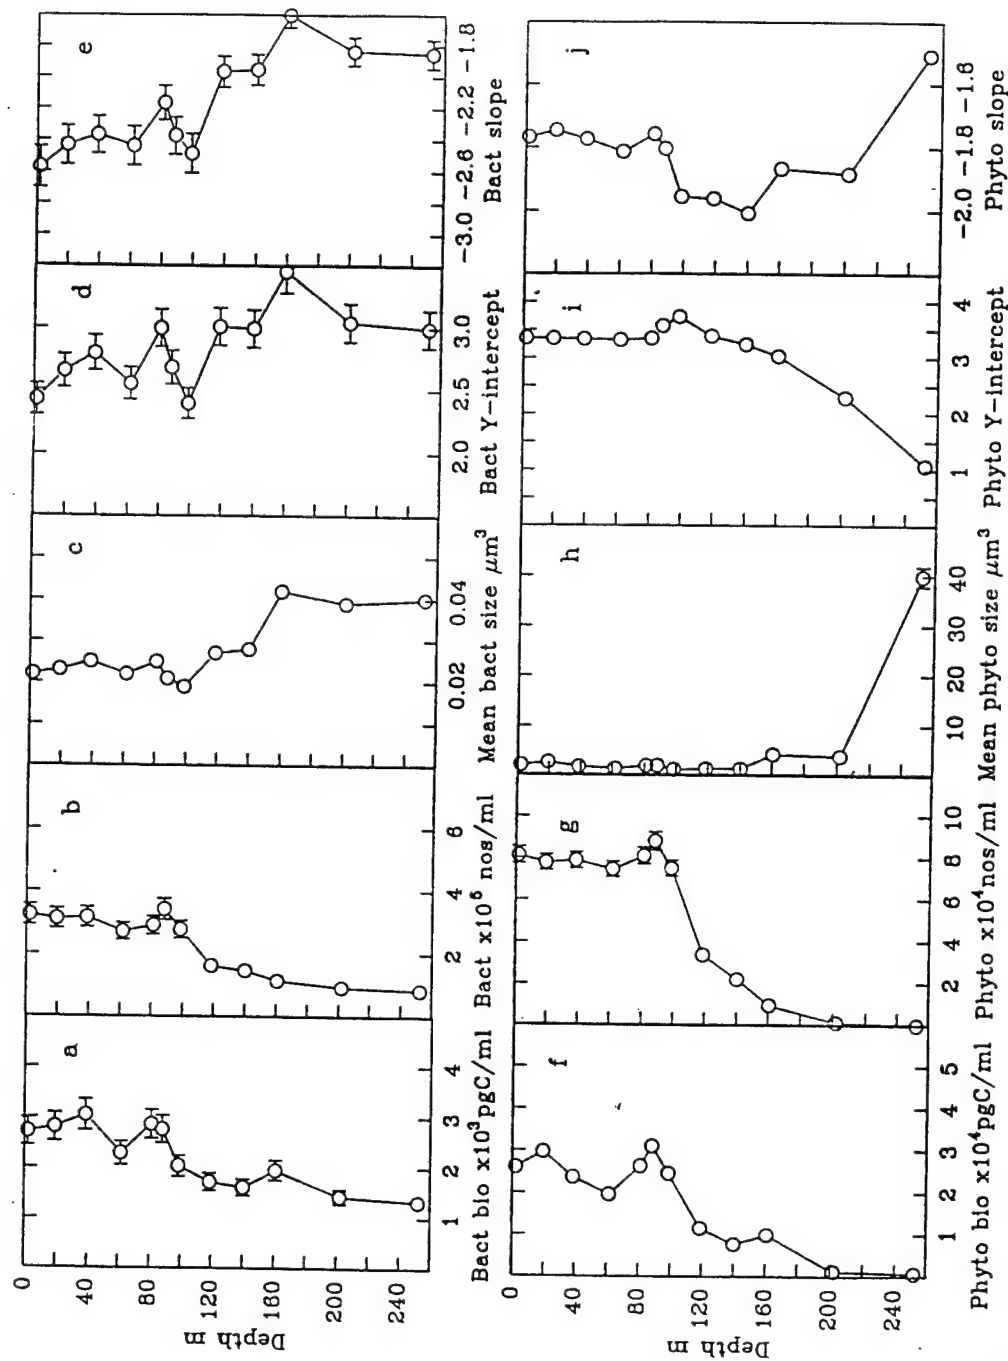 a
b
c
d
e
0
40
80
120
160
200
240
Depth m
1 2 3 4
Bact bio x10³pgC/ml
2 4 6
Bact x10⁵ nos/ml
0.02 0.04
Mean bact size μm³
2.0 2.5 3.0
Bact Y-intercept
-3.0 -2.6 -2.2 -1.8
Bact slope
f
g
h
i
j
0
40
80
120
160
200
240
Depth m
1 2 3 4 5
Phyto bio x10⁴pgC/ml
2 4 6 8 10
Phyto x10⁴nos/ml
10 20 30 40
Mean phyto size μm³
1 2 3 4
Phyto Y-intercept
-2.0 -1.8 -1.6
Phyto slope